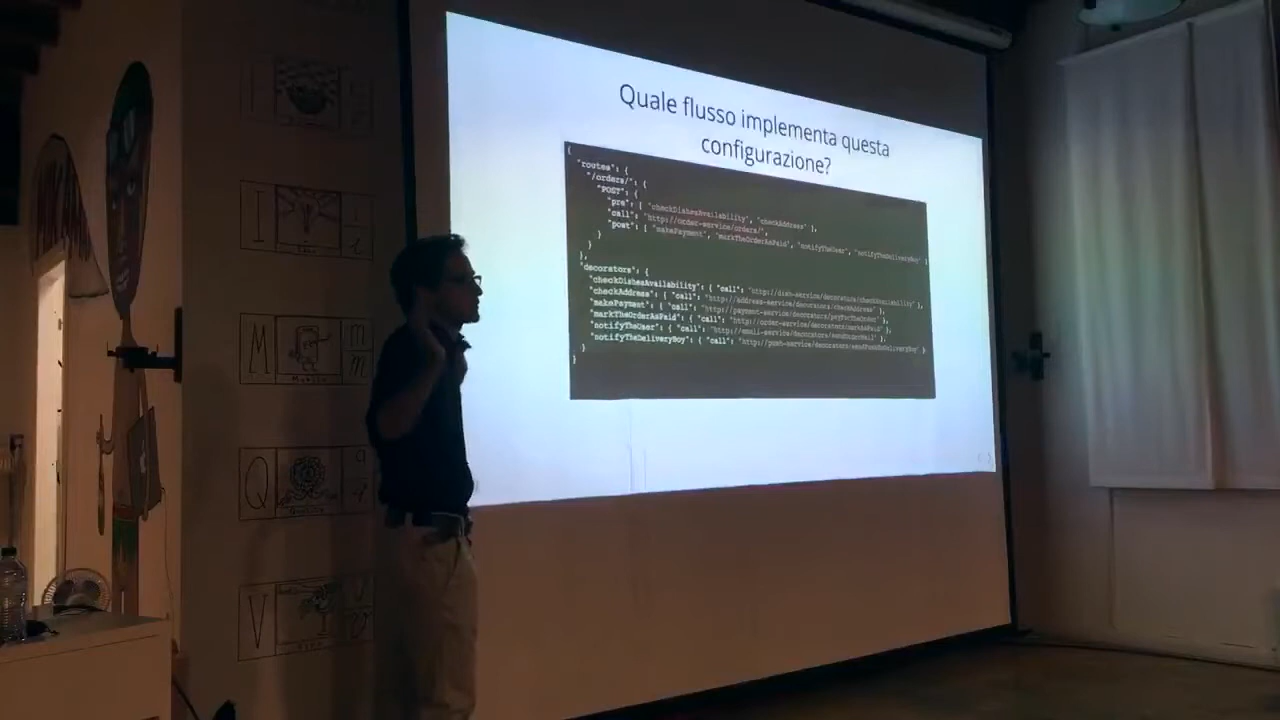 Quale flusso implementa questa
configurazione?
{
"routes": {
"/orders/": {
"POST": {
"pre": [ "checkDishesAvailability", "checkAddress" ],
"call": "http://order-service/orders/",
"post": [ "makePayment", "markTheOrderAsPaid", "notifyTheUser", "notifyTheDeliveryBoy" ]
}
}
},
"decorators": {
"checkDishesAvailability": { "call": "http://dish-service/decorators/checkAvailability" },
"checkAddress": { "call": "http://address-service/decorators/checkAddress" },
"makePayment": { "call": "http://payment-service/decorators/payForTheOrder" },
"markTheOrderAsPaid": { "call": "http://order-service/decorators/markAsPaid" },
"notifyTheUser": { "call": "http://email-service/decorators/sendOrderMail" },
"notifyTheDeliveryBoy": { "call": "http://push-service/decorators/sendPushToDeliveryBoy" }
}
}
I
M
m
m
Q
V